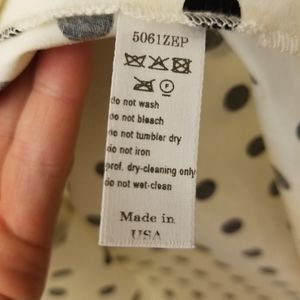 5061ZEP
do not wash
do not bleach
do not tumbler dry
do not iron
prof. dry-cleaning only
do not wet-clean
Made in
USA